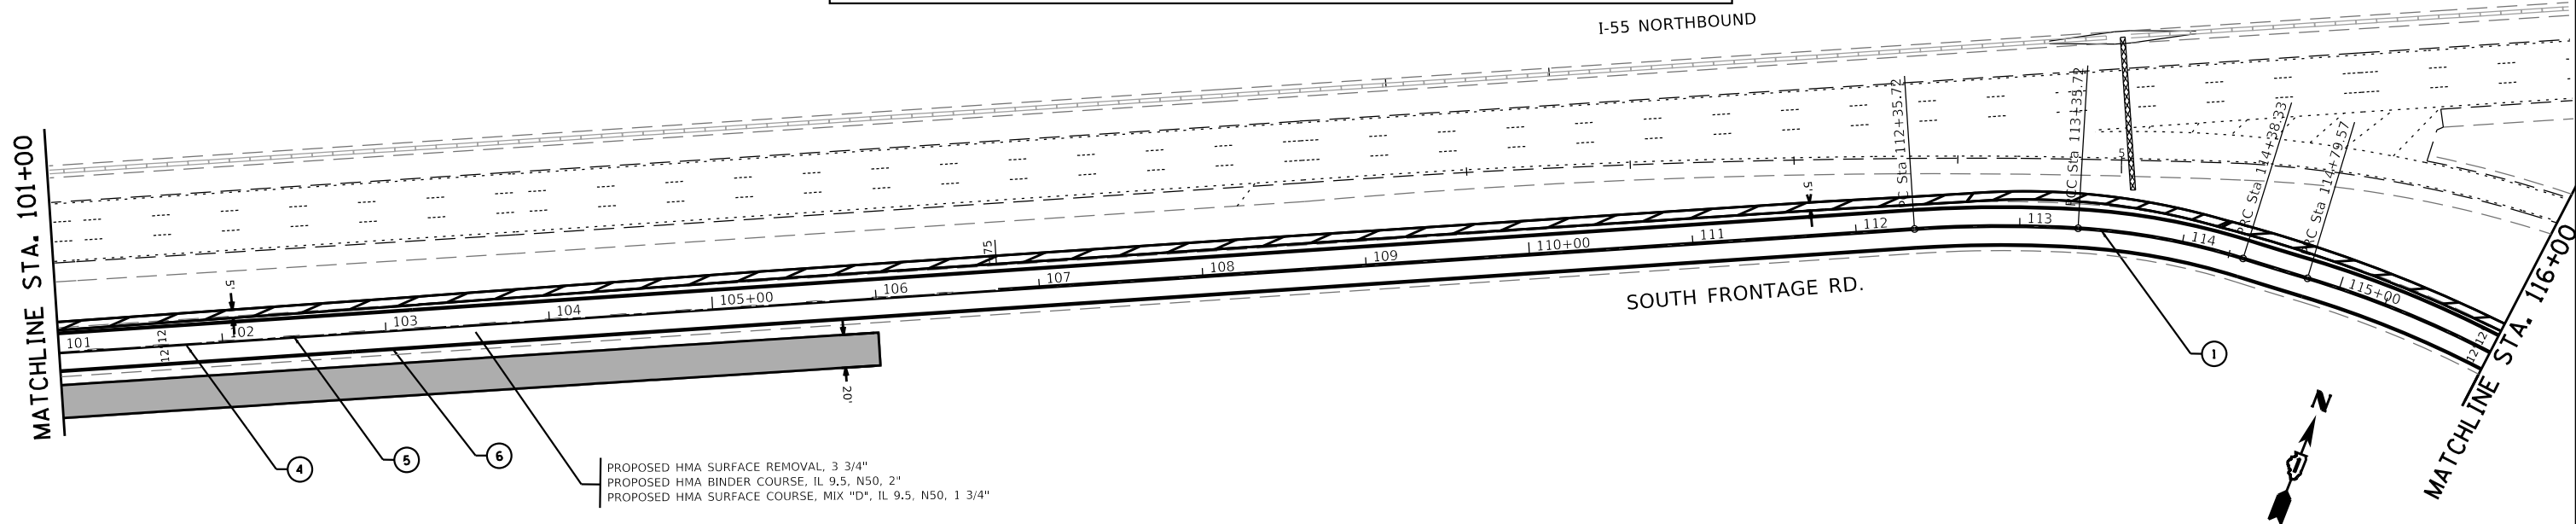 I-55 NORTHBOUND
MATCHLINE STA. 101+00
PC Sta 112+35.72
PCC Sta 113+35.72
PRC Sta 114+38.33
PRC Sta 114+79.57
5
5'
75
5'
101
102
103
104
105+00
106
107
108
109
110+00
111
112
113
114
115+00
12'
12'
12'
12'
20'
SOUTH FRONTAGE RD.
MATCHLINE STA. 116+00
1
4
5
6
PROPOSED HMA SURFACE REMOVAL, 3 3/4"
PROPOSED HMA BINDER COURSE, IL 9.5, N50, 2"
PROPOSED HMA SURFACE COURSE, MIX "D", IL 9.5, N50, 1 3/4"
N